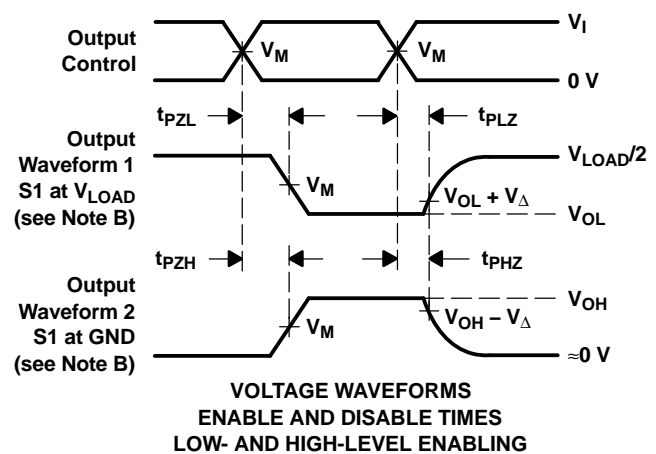 Output
Control
V_M
V_M
V_I
0 V
t_PZL
t_PLZ
Output
Waveform 1
S1 at V_LOAD
(see Note B)
V_M
V_LOAD/2
V_OL + V_Δ
V_OL
t_PZH
t_PHZ
Output
Waveform 2
S1 at GND
(see Note B)
V_M
V_OH
V_OH – V_Δ
≈0 V
VOLTAGE WAVEFORMS
ENABLE AND DISABLE TIMES
LOW- AND HIGH-LEVEL ENABLING